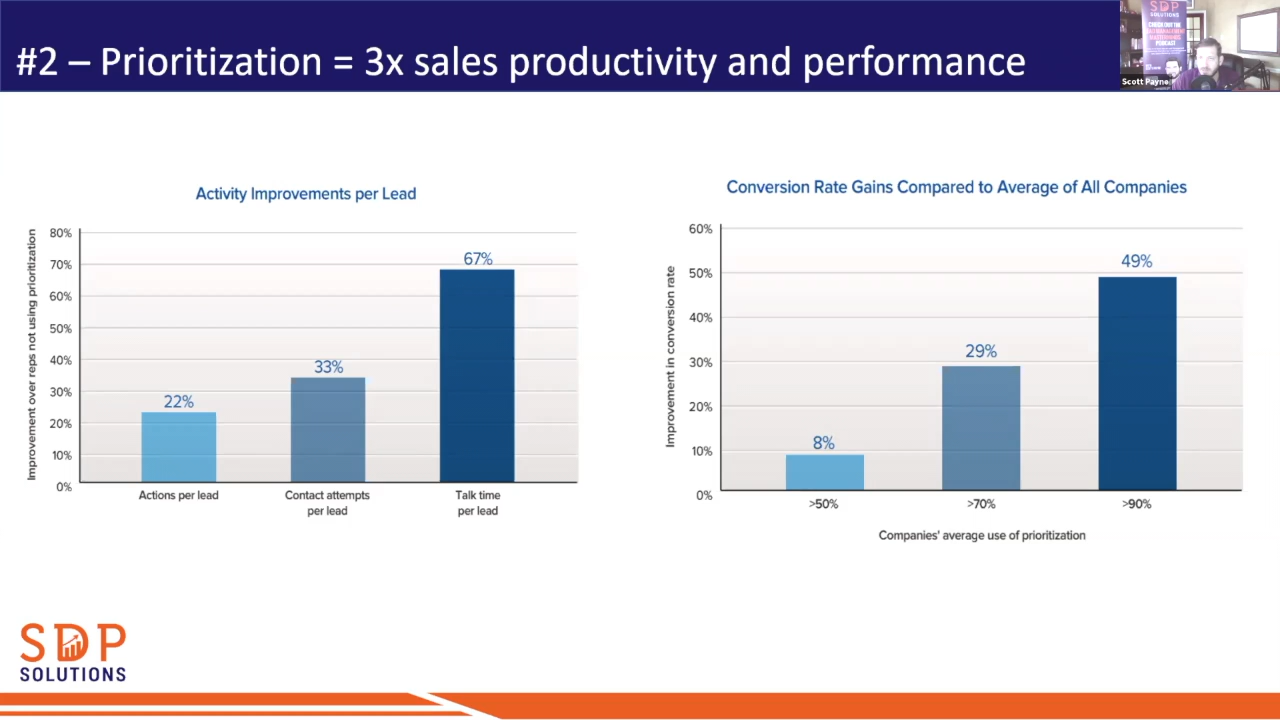 #2 – Prioritization = 3x sales productivity and performance
SDP
SOLUTIONS
PODCAST
Scott Payne
Activity Improvements per Lead
Improvement over reps not using prioritization
80%
70%
60%
50%
40%
30%
20%
10%
0%
22%
33%
67%
Actions per lead
Contact attempts
per lead
Talk time
per lead
Conversion Rate Gains Compared to Average of All Companies
Improvement in conversion rate
60%
50%
40%
30%
20%
10%
0%
8%
29%
49%
>50%
>70%
>90%
Companies' average use of prioritization
SDP
SOLUTIONS